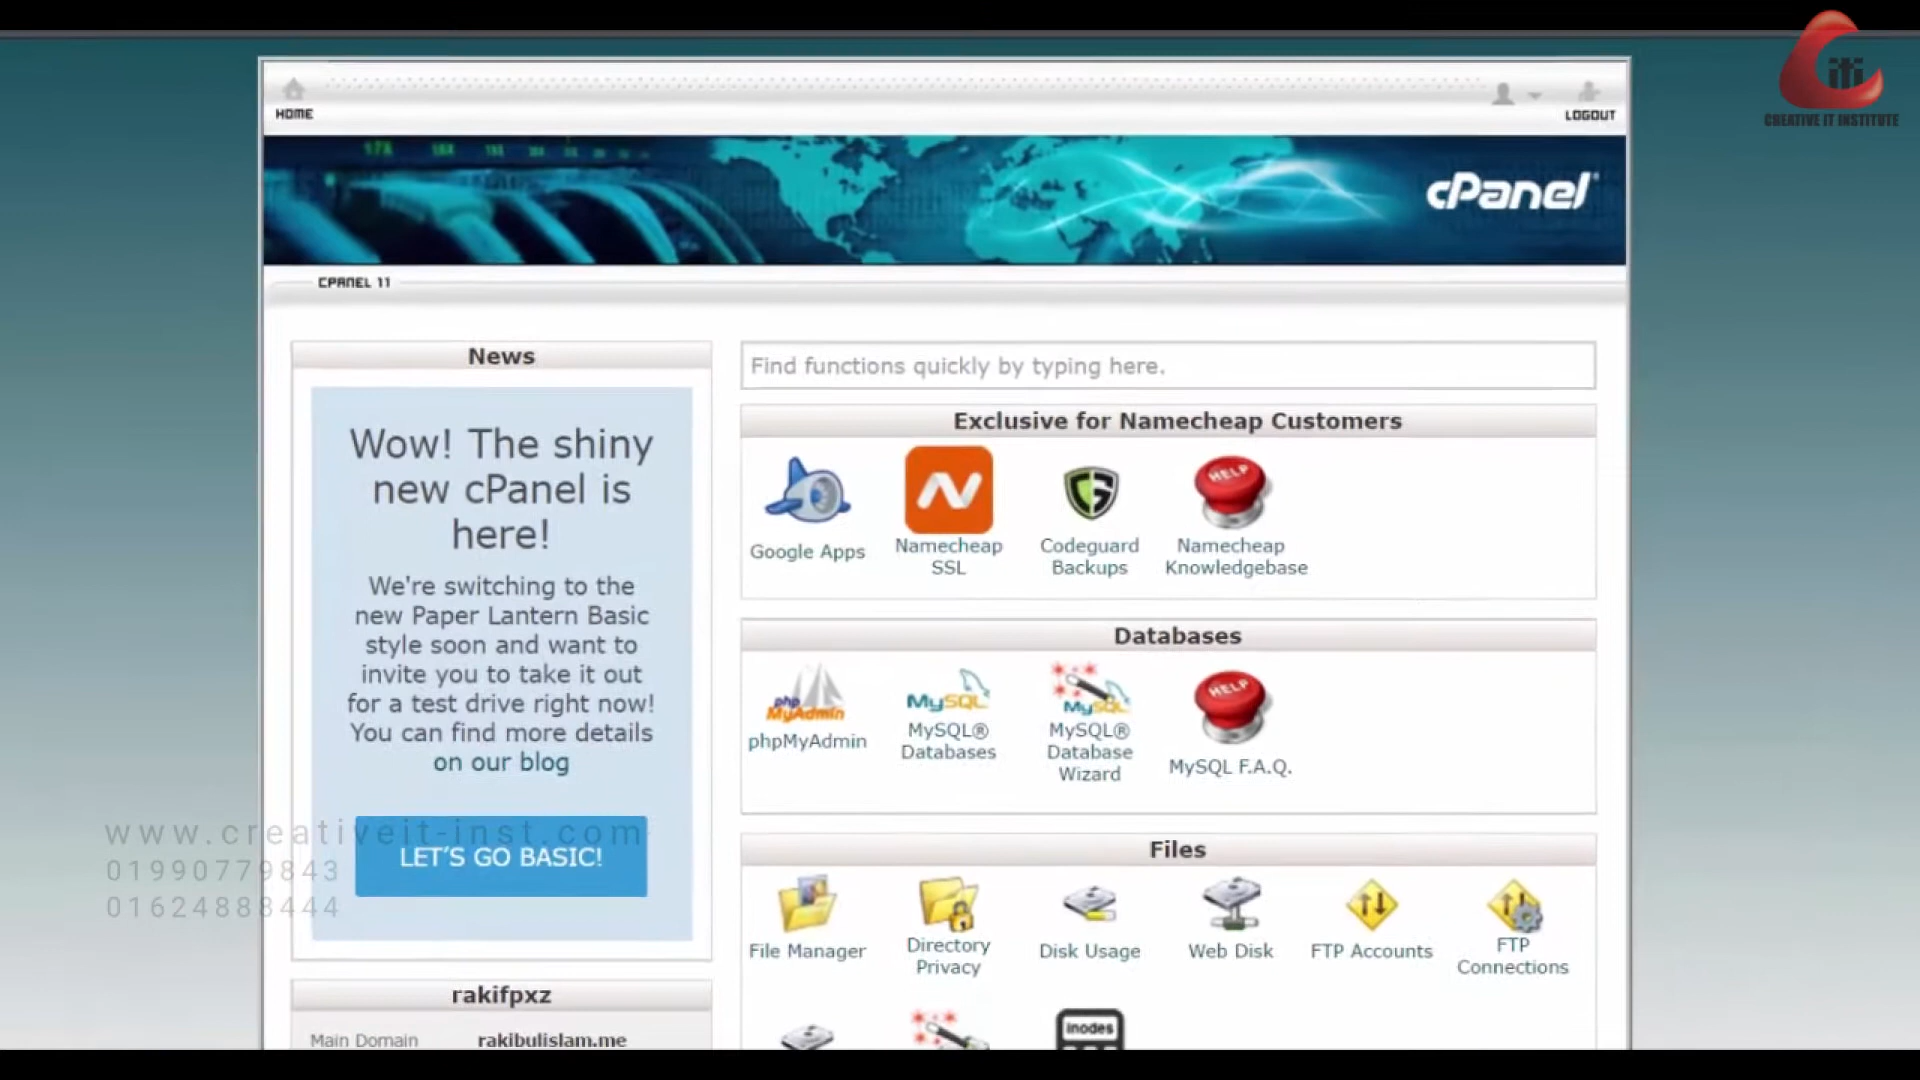 CREATIVE IT INSTITUTE
HOME
LOGOUT
cPanel
CPANEL 11
News
Wow! The shiny
new cPanel is
here!
We're switching to the
new Paper Lantern Basic
style soon and want to
invite you to take it out
for a test drive right now!
You can find more details
on our blog
LET'S GO BASIC!
www.creativeit-inst.com
01990779843
01624888444
rakifpxz
Main Domain rakibulislam.me
Find functions quickly by typing here.
Exclusive for Namecheap Customers
HELP
Google Apps
Namecheap
SSL
Codeguard
Backups
Namecheap
Knowledgebase
Databases
php
MyAdmin
phpMyAdmin
MySQL
MySQL®
Databases
MySQL
MySQL®
Database
Wizard
HELP
MySQL F.A.Q.
Files
File Manager
Directory
Privacy
Disk Usage
Web Disk
FTP Accounts
FTP
Connections
inodes